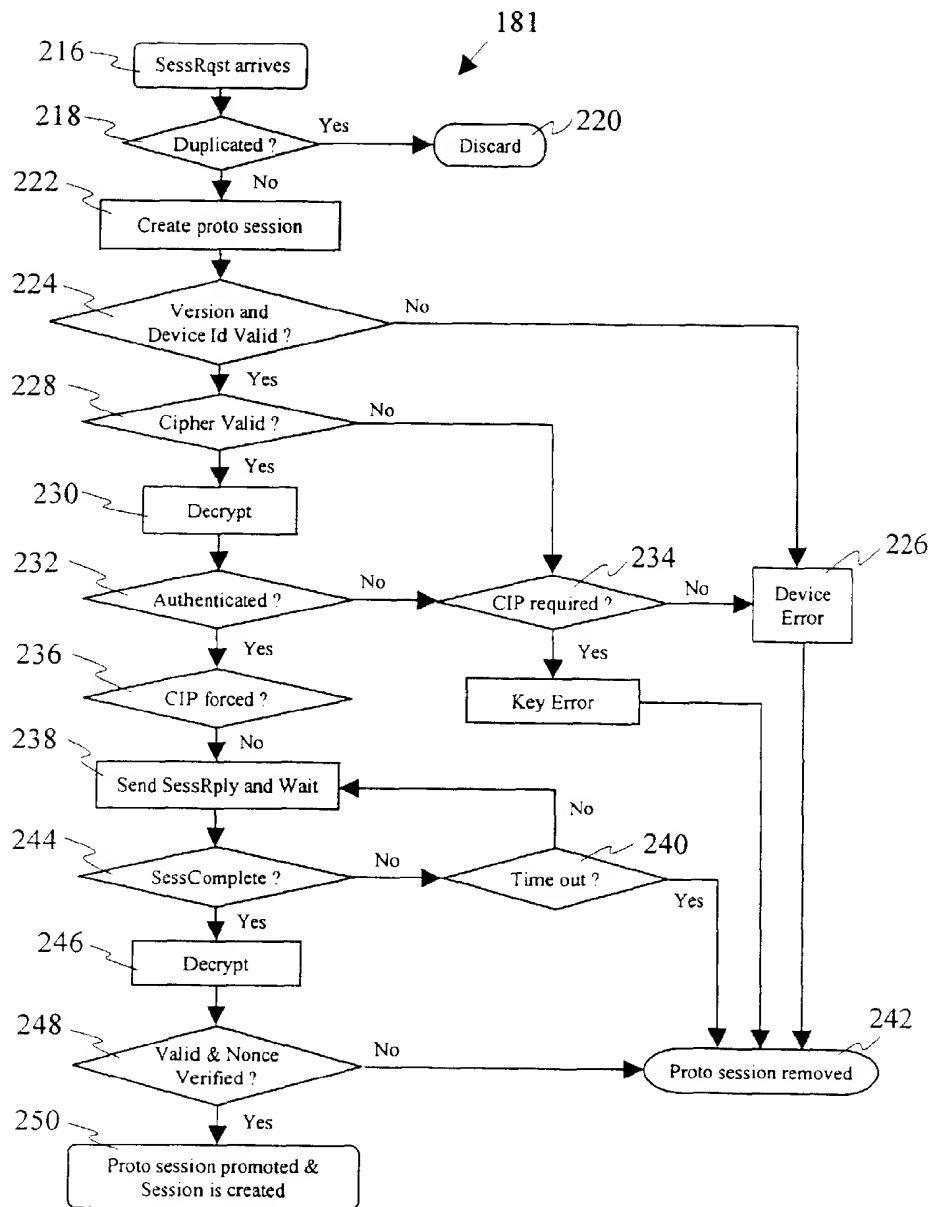 181
216
SessRqst arrives
218
Duplicated ?
Yes
220
Discard
No
222
Create proto session
224
Version and
Device Id Valid ?
No
Yes
228
Cipher Valid ?
No
Yes
230
Decrypt
232
Authenticated ?
No
234
CIP required ?
No
226
Device
Error
Yes
Yes
236
CIP forced ?
Key Error
No
238
Send SessRply and Wait
No
244
SessComplete ?
No
240
Time out ?
Yes
Yes
246
Decrypt
248
Valid & Nonce
Verified ?
No
242
Proto session removed
Yes
250
Proto session promoted &
Session is created